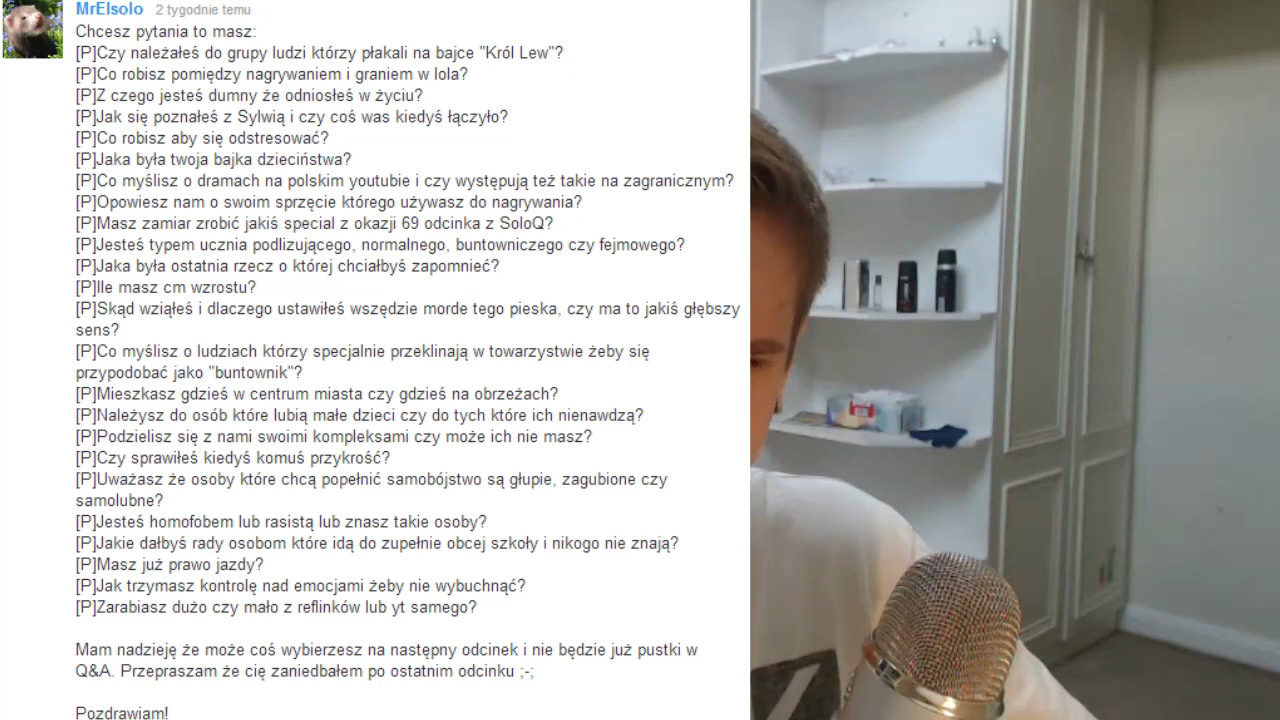 MrElsolo 2 tygodnie temu
Chcesz pytania to masz:
[P]Czy należałeś do grupy ludzi którzy płakali na bajce "Król Lew"?
[P]Co robisz pomiędzy nagrywaniem i graniem w lola?
[P]Z czego jesteś dumny że odniosłeś w życiu?
[P]Jak się poznałeś z Sylwią i czy coś was kiedyś łączyło?
[P]Co robisz aby się odstresować?
[P]Jaka była twoja bajka dzieciństwa?
[P]Co myślisz o dramach na polskim youtubie i czy występują też takie na zagranicznym?
[P]Opowiesz nam o swoim sprzęcie którego używasz do nagrywania?
[P]Masz zamiar zrobić jakiś special z okazji 69 odcinka z SoloQ?
[P]Jesteś typem ucznia podlizującego, normalnego, buntowniczego czy fejmowego?
[P]Jaka była ostatnia rzecz o której chciałbyś zapomnieć?
[P]Ile masz cm wzrostu?
[P]Skąd wziąłeś i dlaczego ustawiłeś wszędzie morde tego pieska, czy ma to jakiś głębszy
sens?
[P]Co myślisz o ludziach którzy specjalnie przeklinają w towarzystwie żeby się
przypodobać jako "buntownik"?
[P]Mieszkasz gdzieś w centrum miasta czy gdzieś na obrzeżach?
[P]Należysz do osób które lubią małe dzieci czy do tych które ich nienawdzą?
[P]Podzielisz się z nami swoimi kompleksami czy może ich nie masz?
[P]Czy sprawiłeś kiedyś komuś przykrość?
[P]Uważasz że osoby które chcą popełnić samobójstwo są głupie, zagubione czy
samolubne?
[P]Jesteś homofobem lub rasistą lub znasz takie osoby?
[P]Jakie dałbyś rady osobom które idą do zupełnie obcej szkoły i nikogo nie znają?
[P]Masz już prawo jazdy?
[P]Jak trzymasz kontrolę nad emocjami żeby nie wybuchnąć?
[P]Zarabiasz dużo czy mało z reflinków lub yt samego?
Mam nadzieję że może coś wybierzesz na następny odcinek i nie będzie już pustki w
Q&A. Przepraszam że cię zaniedbałem po ostatnim odcinku ;-;
Pozdrawiam!